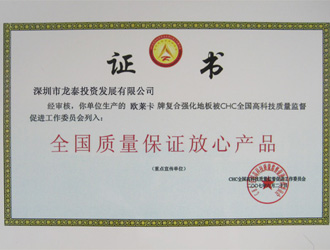 证书
深圳市龙泰投资发展有限公司
经审核，你单位生产的 欧莱卡 牌复合强化地板被CHC全国高科技质量监督
促进工作委员会列入：
全国质量保证放心产品
（重点宣传单位）
CHC全国高科技质量监督促进工作委员会